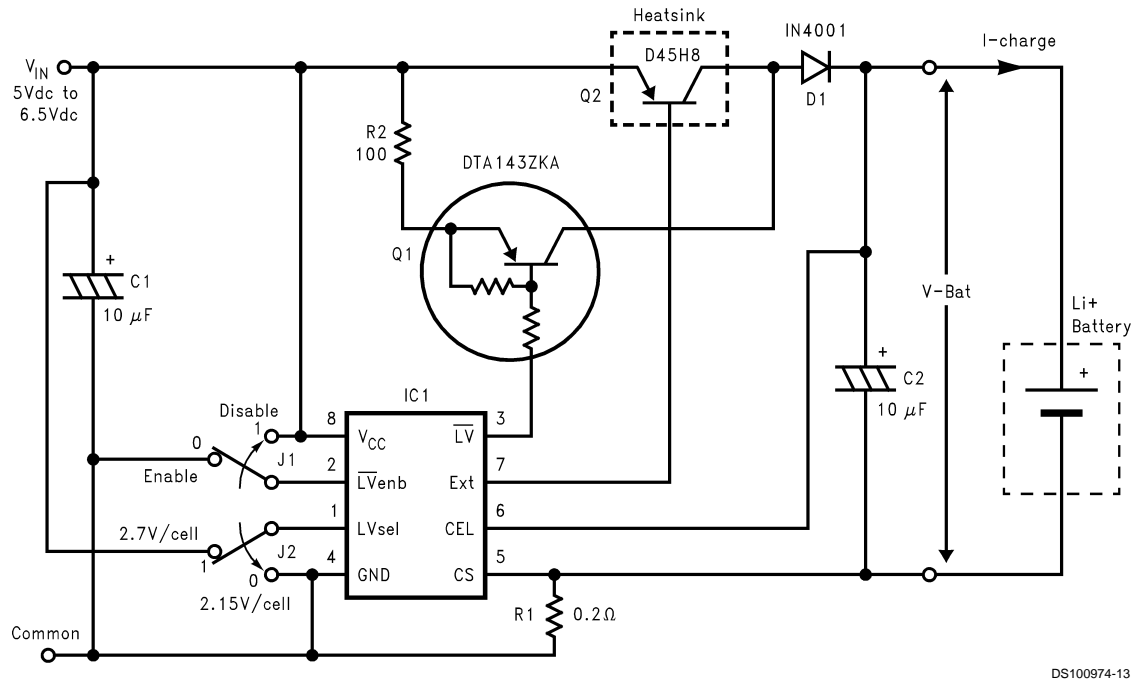 Heatsink
IN4001
I-charge
VIN
5Vdc to
6.5Vdc
D45H8
Q2
D1
R2
100
DTA143ZKA
Q1
+
C1
10 μF
V-Bat
Li+
Battery
+
+
C2
10 μF
IC1
Disable
1
8
VCC
LV
3
0
J1
Enable
2
LVenb
Ext
7
2.7V/cell
1
LVsel
CEL
6
1
J2
0
4
GND
CS
5
2.15V/cell
R1
0.2Ω
Common
DS100974-13